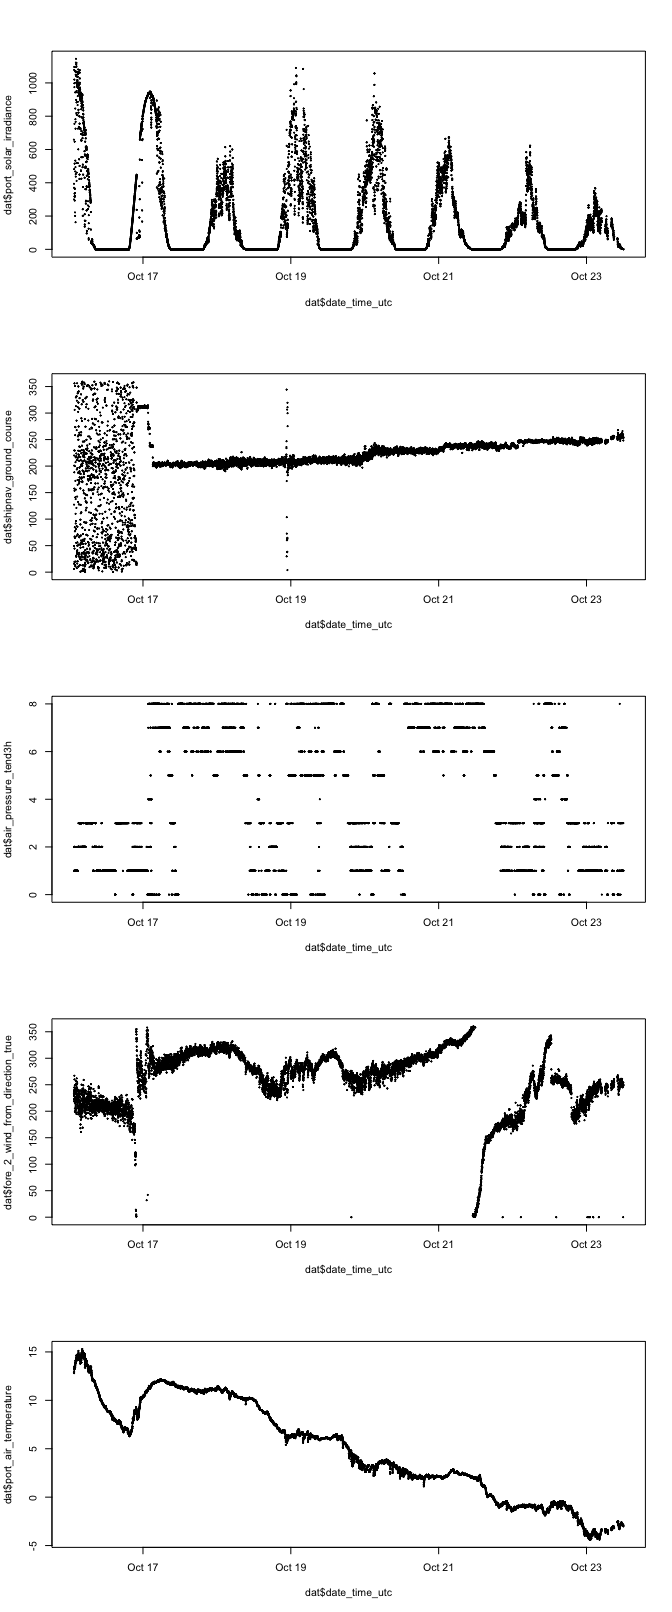 dat$port_solar_irradiance
0 200 400 600 800 1000
Oct 17 Oct 19 Oct 21 Oct 23
dat$date_time_utc
dat$shipnav_ground_course
0 50 100 150 200 250 300 350
Oct 17 Oct 19 Oct 21 Oct 23
dat$date_time_utc
dat$air_pressure_tend3h
0 2 4 6 8
Oct 17 Oct 19 Oct 21 Oct 23
dat$date_time_utc
dat$fore_2_wind_from_direction_true
0 50 100 150 200 250 300 350
Oct 17 Oct 19 Oct 21 Oct 23
dat$date_time_utc
dat$port_air_temperature
-5 0 5 10 15
Oct 17 Oct 19 Oct 21 Oct 23
dat$date_time_utc